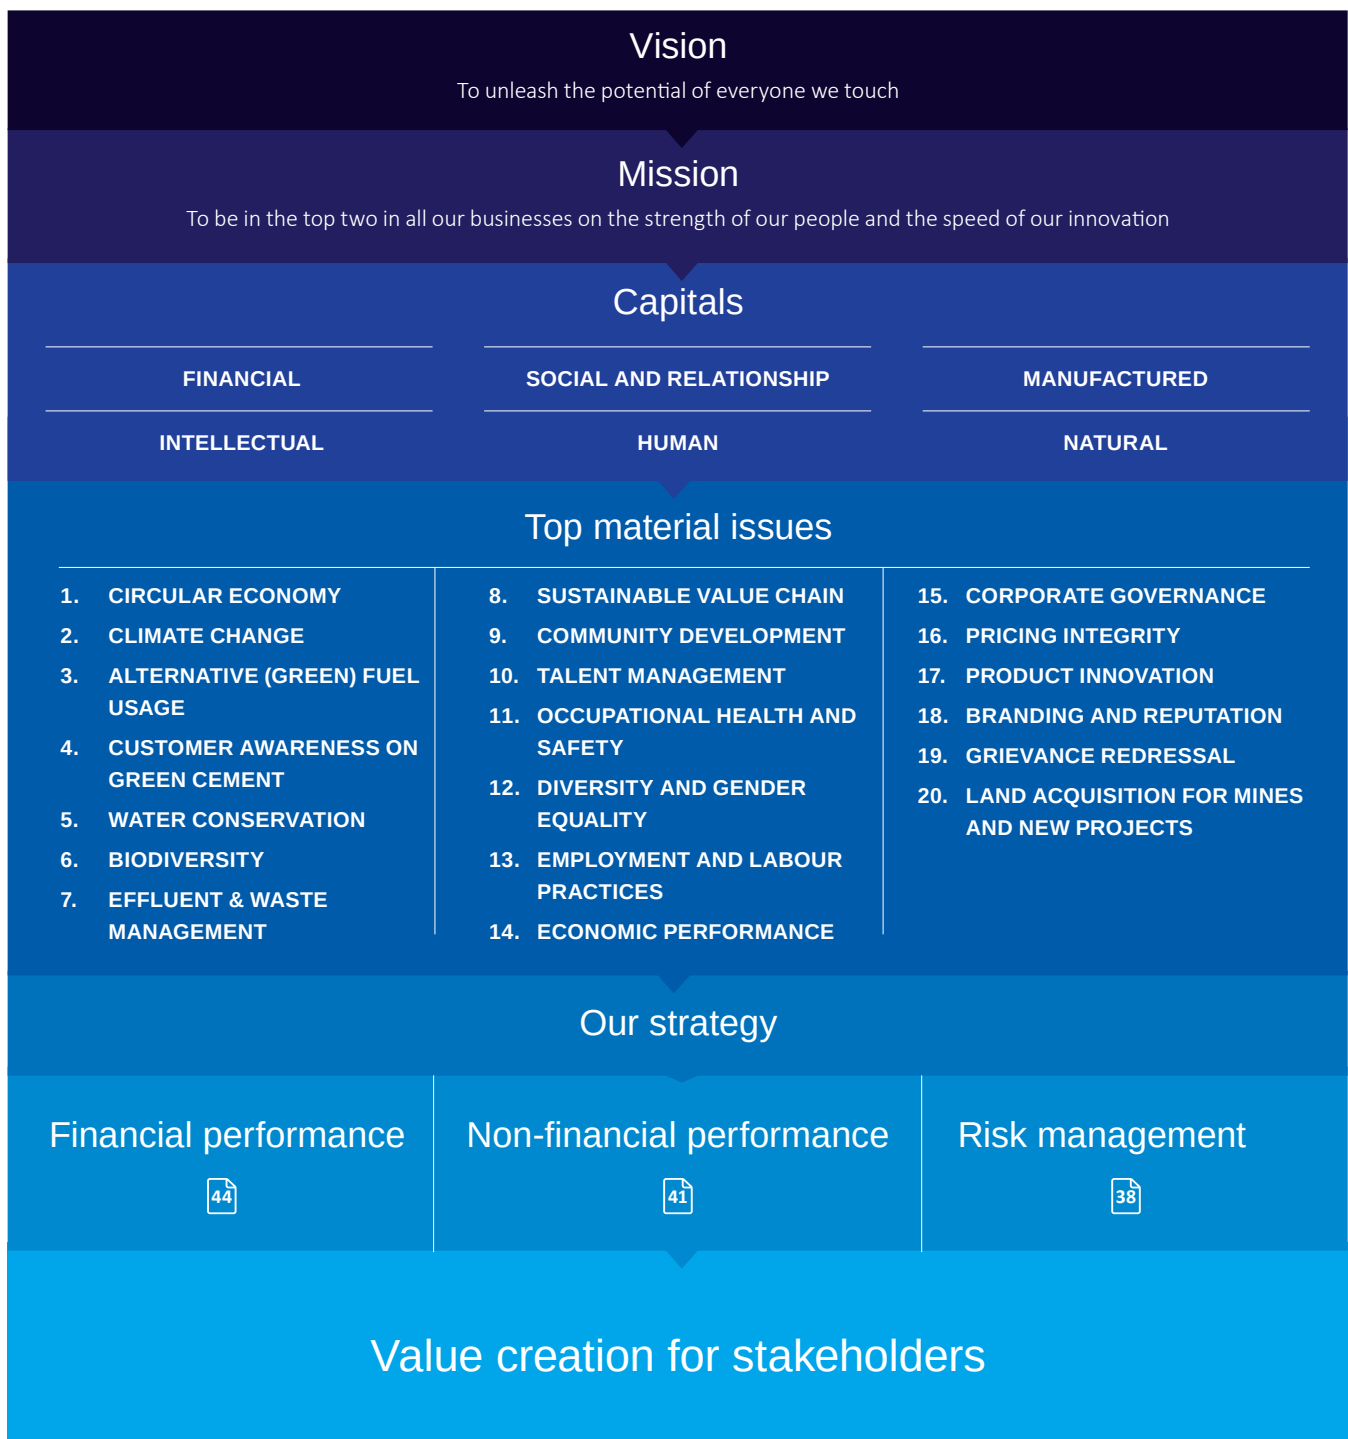 Vision
To unleash the potential of everyone we touch
Mission
To be in the top two in all our businesses on the strength of our people and the speed of our innovation
Capitals
FINANCIAL
SOCIAL AND RELATIONSHIP
MANUFACTURED
INTELLECTUAL
HUMAN
NATURAL
Top material issues
1. CIRCULAR ECONOMY
2. CLIMATE CHANGE
3. ALTERNATIVE (GREEN) FUEL
USAGE
4. CUSTOMER AWARENESS ON
GREEN CEMENT
5. WATER CONSERVATION
6. BIODIVERSITY
7. EFFLUENT & WASTE
MANAGEMENT
8. SUSTAINABLE VALUE CHAIN
9. COMMUNITY DEVELOPMENT
10. TALENT MANAGEMENT
11. OCCUPATIONAL HEALTH AND
SAFETY
12. DIVERSITY AND GENDER
EQUALITY
13. EMPLOYMENT AND LABOUR
PRACTICES
14. ECONOMIC PERFORMANCE
15. CORPORATE GOVERNANCE
16. PRICING INTEGRITY
17. PRODUCT INNOVATION
18. BRANDING AND REPUTATION
19. GRIEVANCE REDRESSAL
20. LAND ACQUISITION FOR MINES
AND NEW PROJECTS
Our strategy
Financial performance
44
Non-financial performance
41
Risk management
38
Value creation for stakeholders